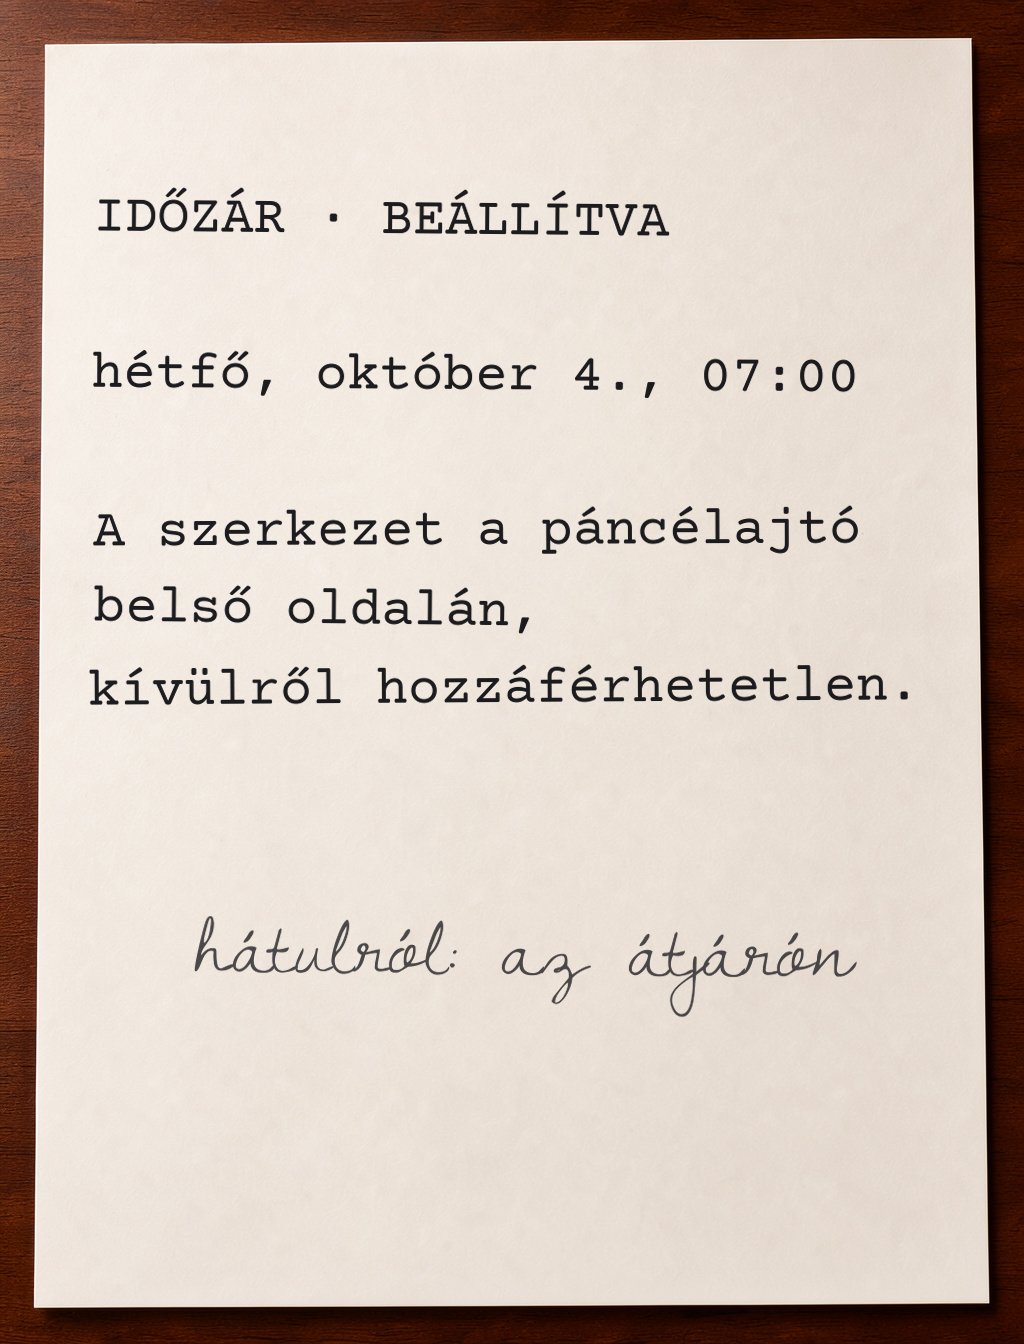 IDŐZÁR · BEÁLLÍTVA
hétfő, október 4., 07:00
A szerkezet a páncélajtó
belső oldalán,
kívülről hozzáférhetetlen.
hátulról: az átjárón